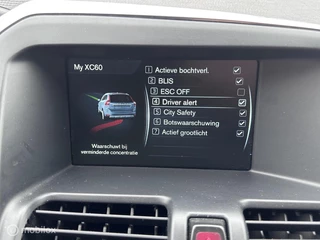 My XC60
1 Actieve bochtverl.
2 BLIS
3 ESC OFF
4 Driver alert
5 City Safety
6 Botswaarschuwing
7 Actief grootlicht
Waarschuwt bij
verminderde concentratie
© mobilox